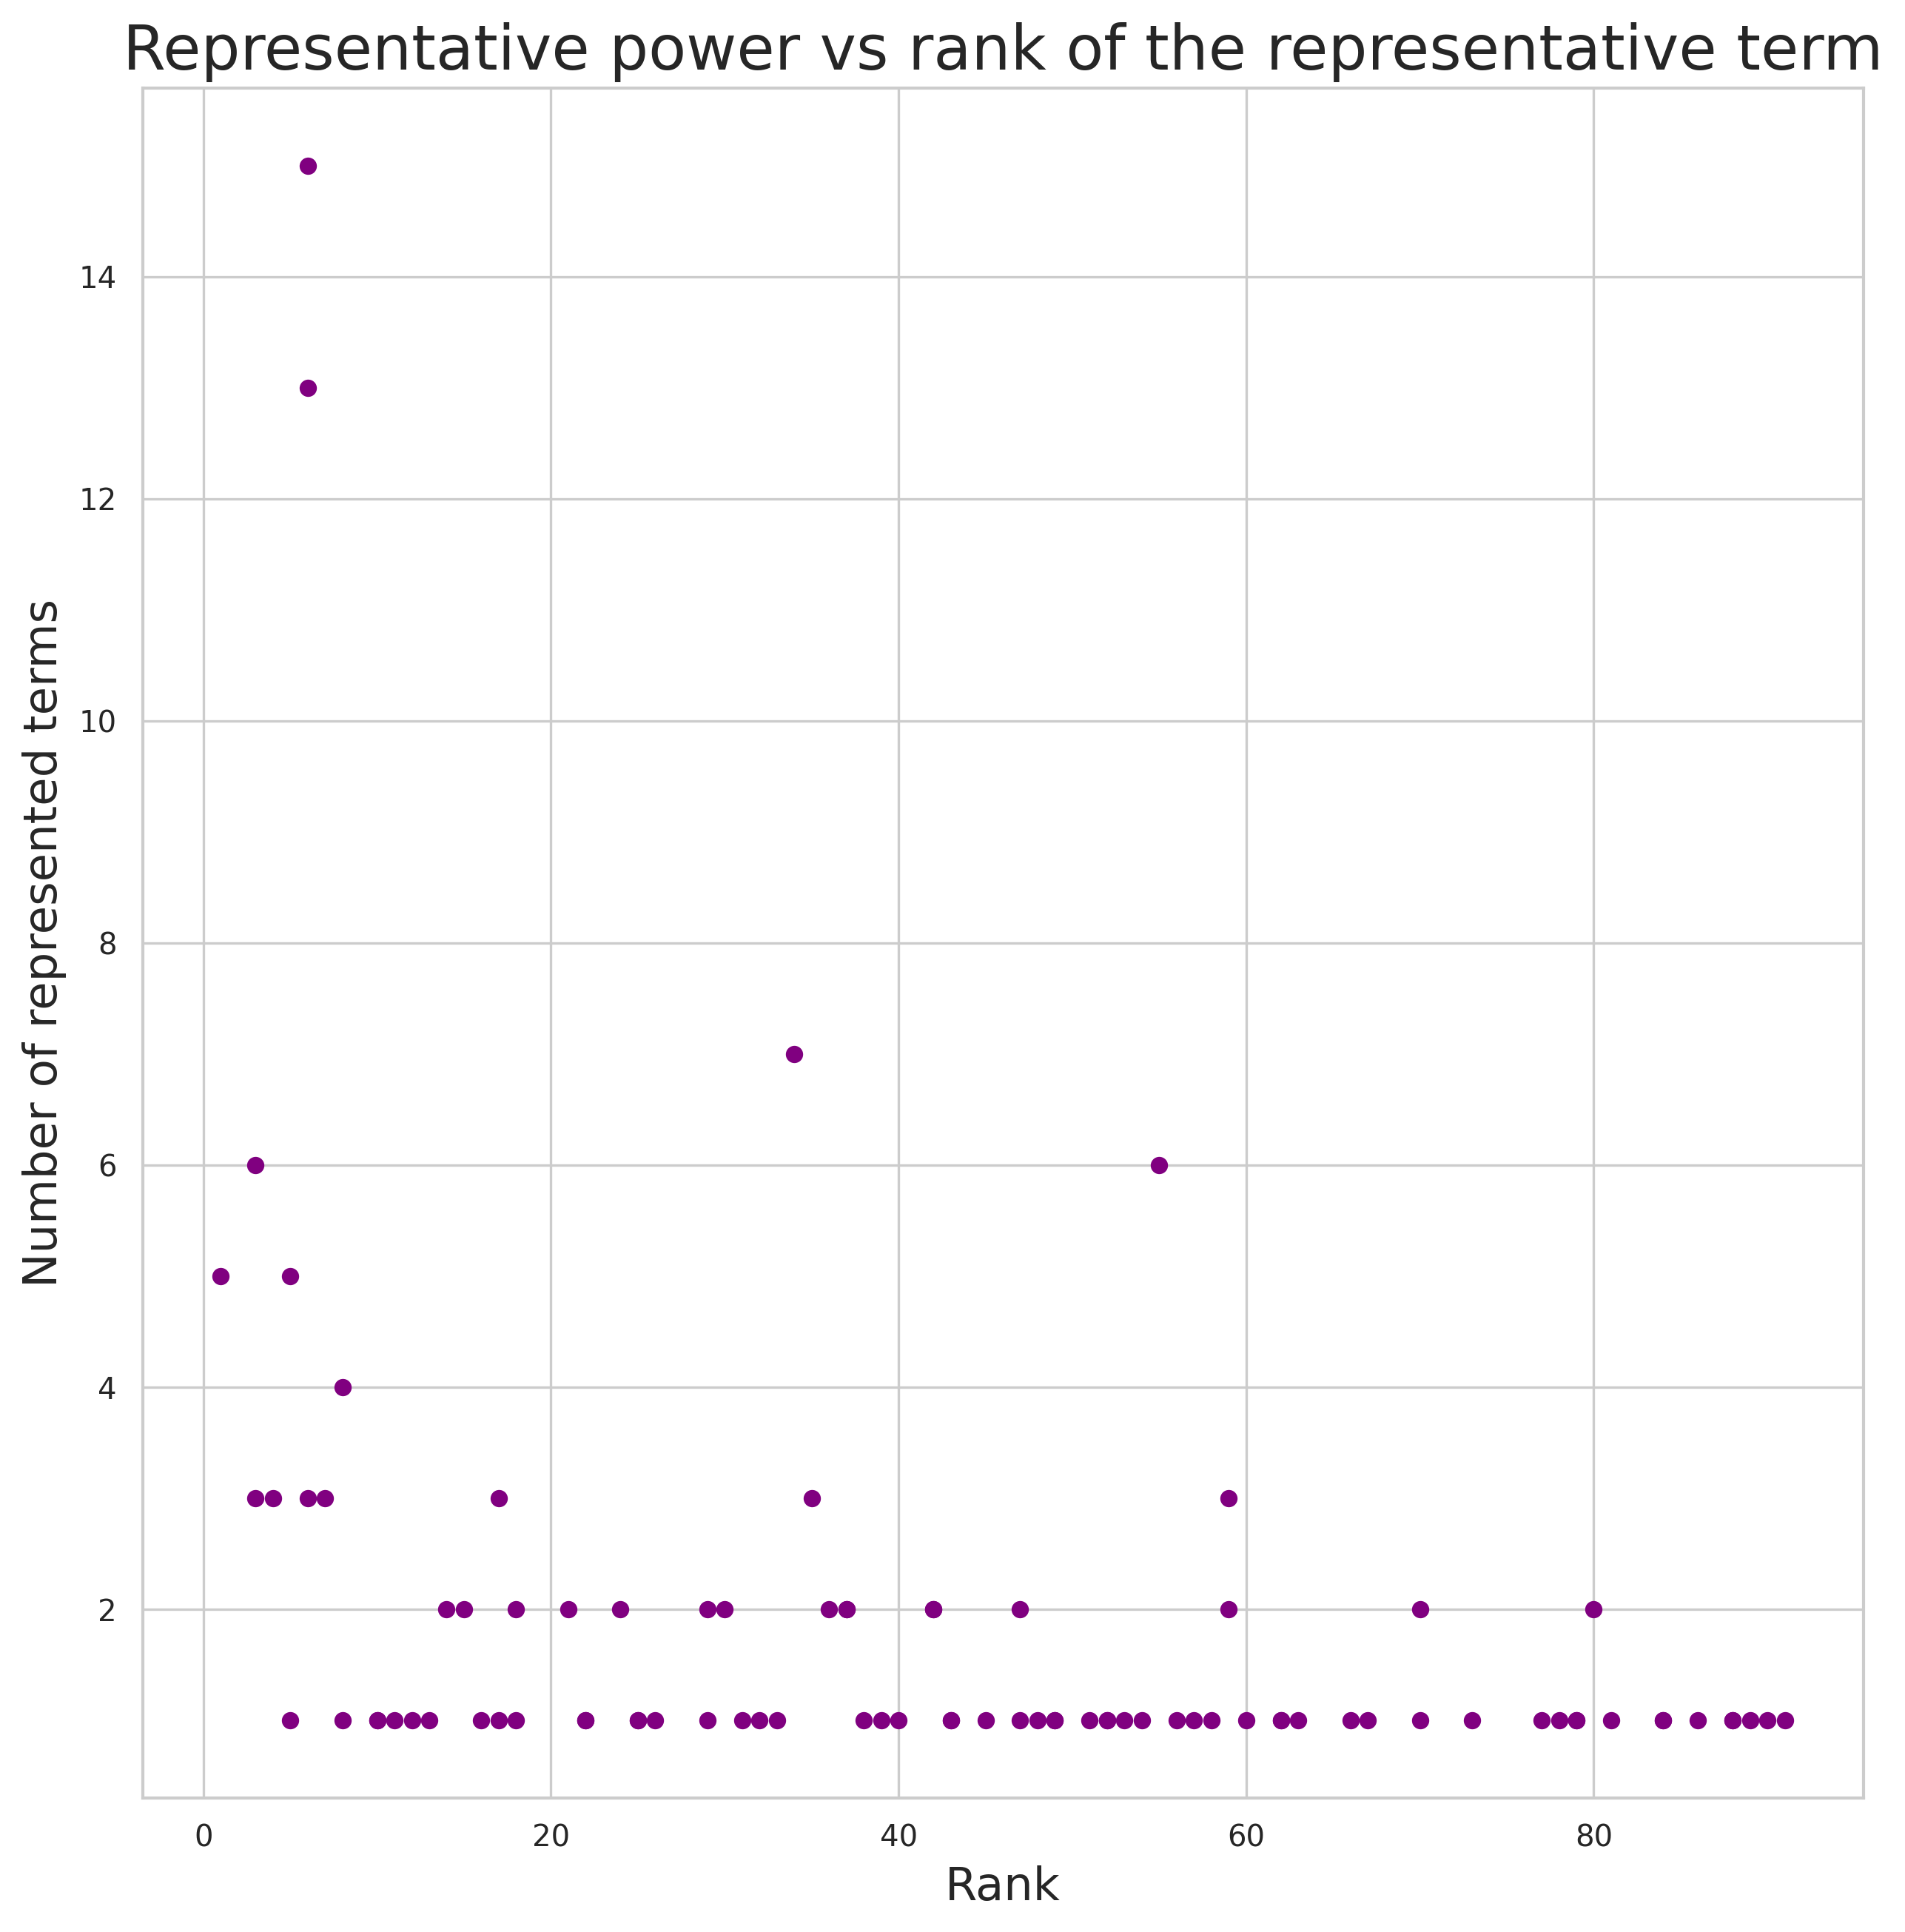 Representative power vs rank of the representative term
14
12
10
8
6
4
2
Number of represented terms
0 20 40 60 80
Rank